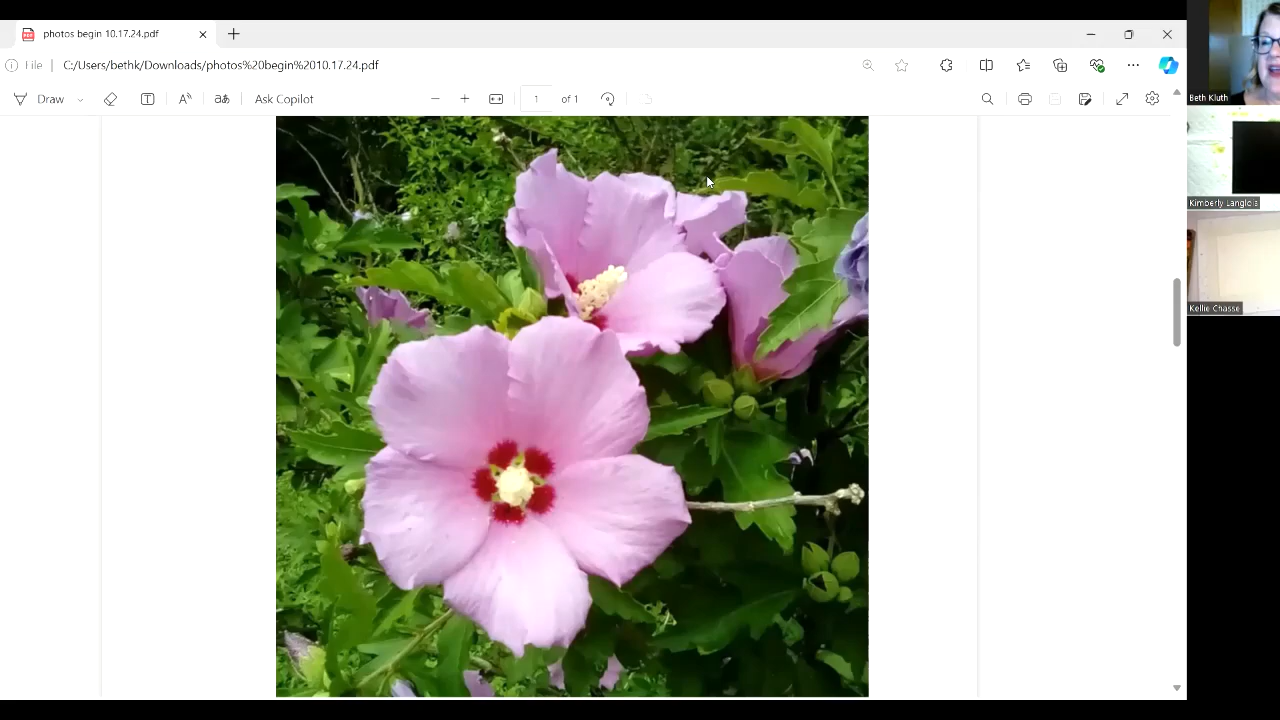 photos begin 10.17.24.pdf
File
C:/Users/bethk/Downloads/photos%20begin%2010.17.24.pdf
Draw
Ask Copilot
1 of 1
Beth Kluth
Kimberly Langlois
Kellie Chasse